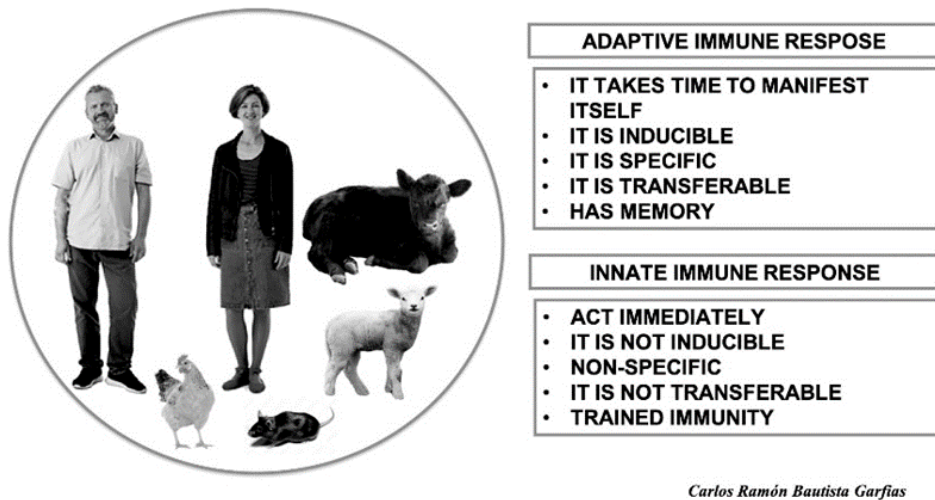 ADAPTIVE IMMUNE RESPOSE
• IT TAKES TIME TO MANIFEST
ITSELF
• IT IS INDUCIBLE
• IT IS SPECIFIC
• IT IS TRANSFERABLE
• HAS MEMORY
INNATE IMMUNE RESPONSE
• ACT IMMEDIATELY
• IT IS NOT INDUCIBLE
• NON-SPECIFIC
• IT IS NOT TRANSFERABLE
• TRAINED IMMUNITY
Carlos Ramón Bautista Garfias